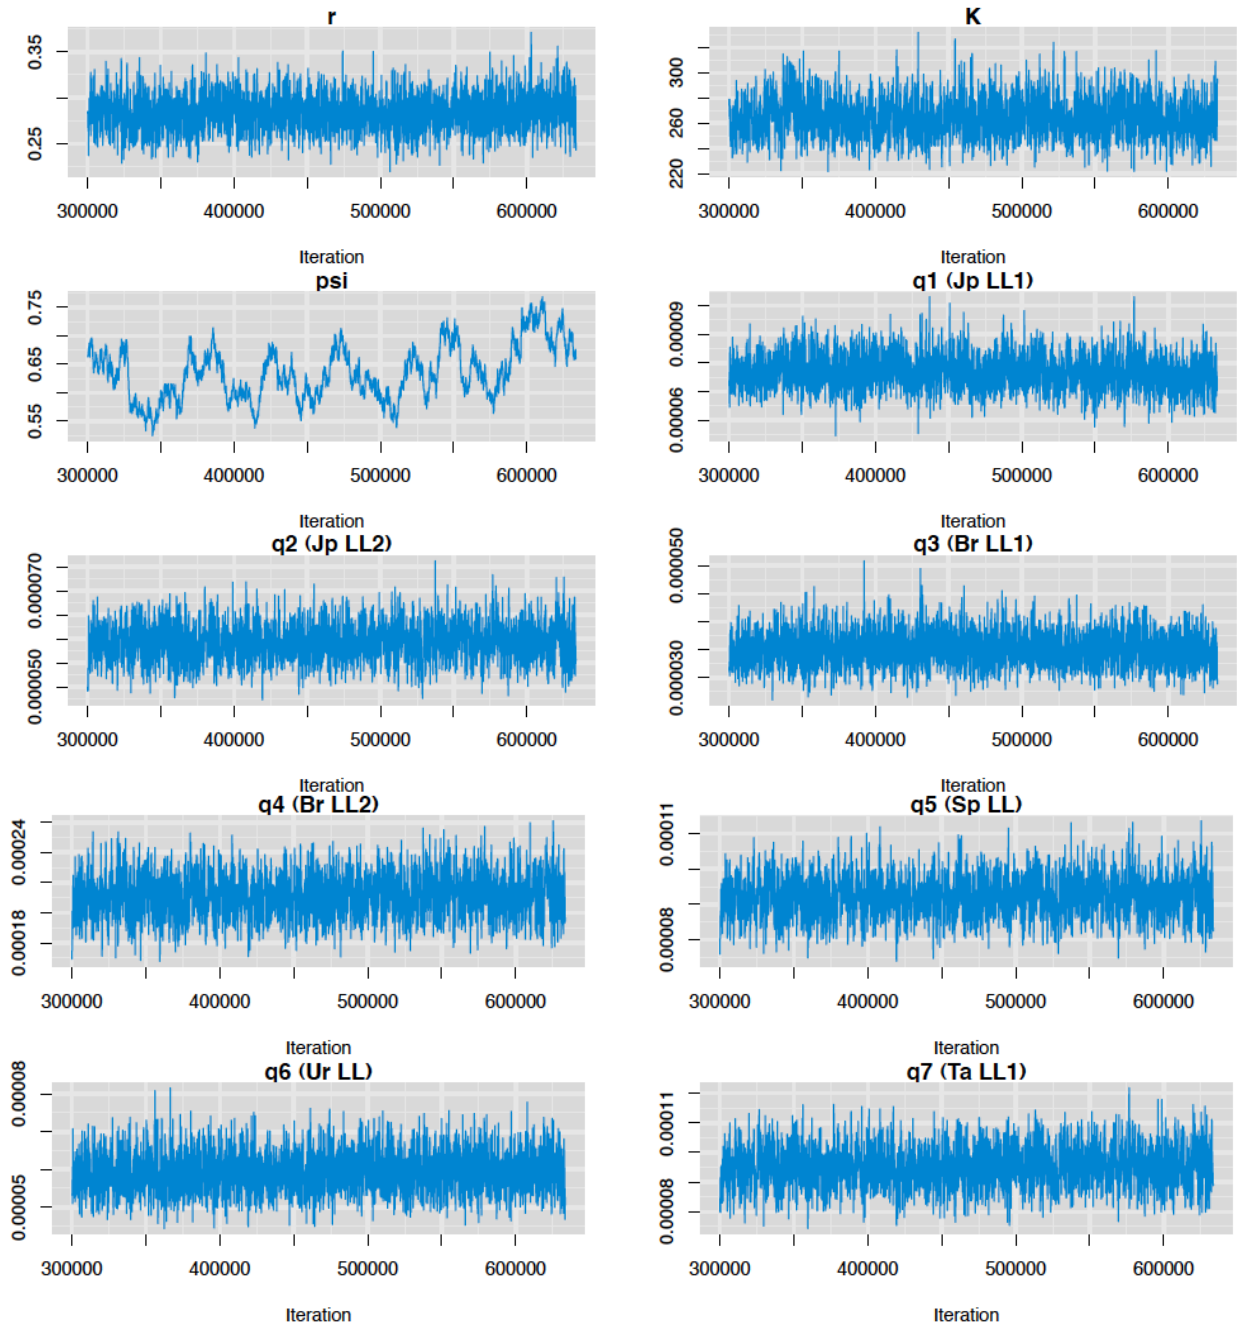 r
0.35
0.25
300000 400000 500000 600000
Iteration
K
300
260
220
300000 400000 500000 600000
Iteration
psi
0.75
0.65
0.55
300000 400000 500000 600000
Iteration
q1 (Jp LL1)
0.00009
0.00006
300000 400000 500000 600000
Iteration
q2 (Jp LL2)
0.000070
0.000050
300000 400000 500000 600000
Iteration
q3 (Br LL1)
0.000050
0.000030
300000 400000 500000 600000
Iteration
q4 (Br LL2)
0.00024
0.00018
300000 400000 500000 600000
Iteration
q5 (Sp LL)
0.00011
0.00008
300000 400000 500000 600000
Iteration
q6 (Ur LL)
0.00008
0.00005
300000 400000 500000 600000
Iteration
q7 (Ta LL1)
0.00011
0.00008
300000 400000 500000 600000
Iteration